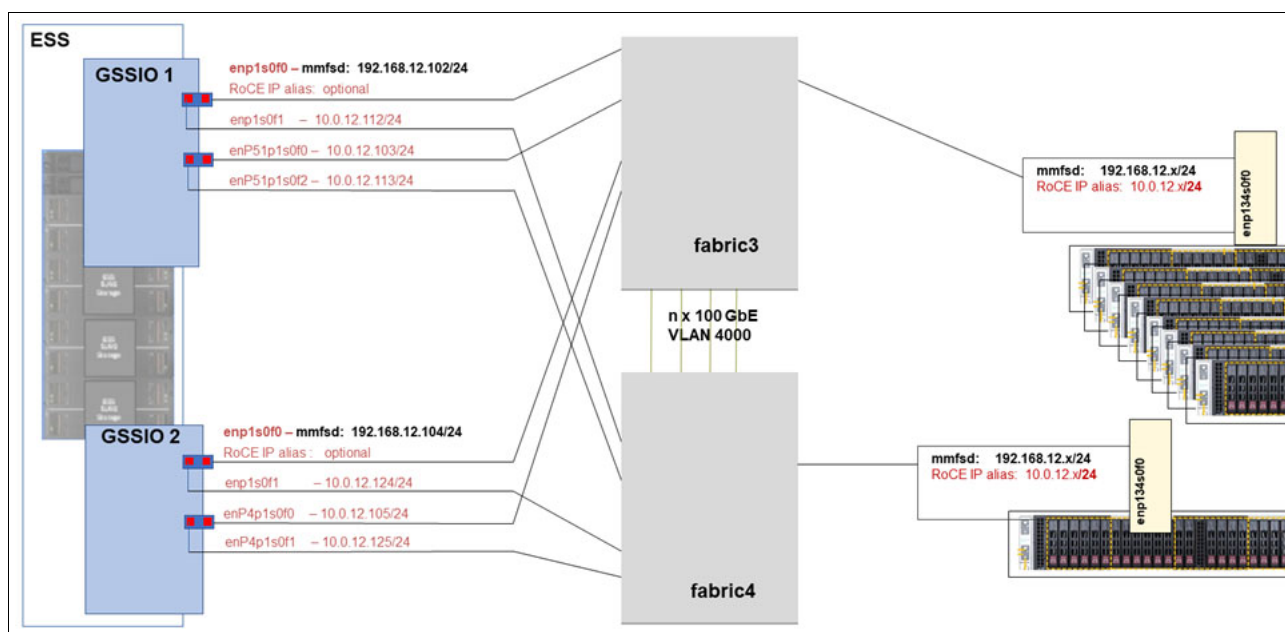 ESS
GSSIO 1
enp1s0f0 – mmfsd: 192.168.12.102/24
RoCE IP alias: optional
enp1s0f1 – 10.0.12.112/24
enP51p1s0f0 – 10.0.12.103/24
enP51p1s0f2 – 10.0.12.113/24
GSSIO 2
enp1s0f0 – mmfsd: 192.168.12.104/24
RoCE IP alias : optional
enp1s0f1 – 10.0.12.124/24
enP4p1s0f0 – 10.0.12.105/24
enP4p1s0f1 – 10.0.12.125/24
fabric3
n x 100 GbE
VLAN 4000
fabric4
mmfsd: 192.168.12.x/24
RoCE IP alias: 10.0.12.x/24
enp134s0f0
mmfsd: 192.168.12.x/24
RoCE IP alias: 10.0.12.x/24
enp134s0f0